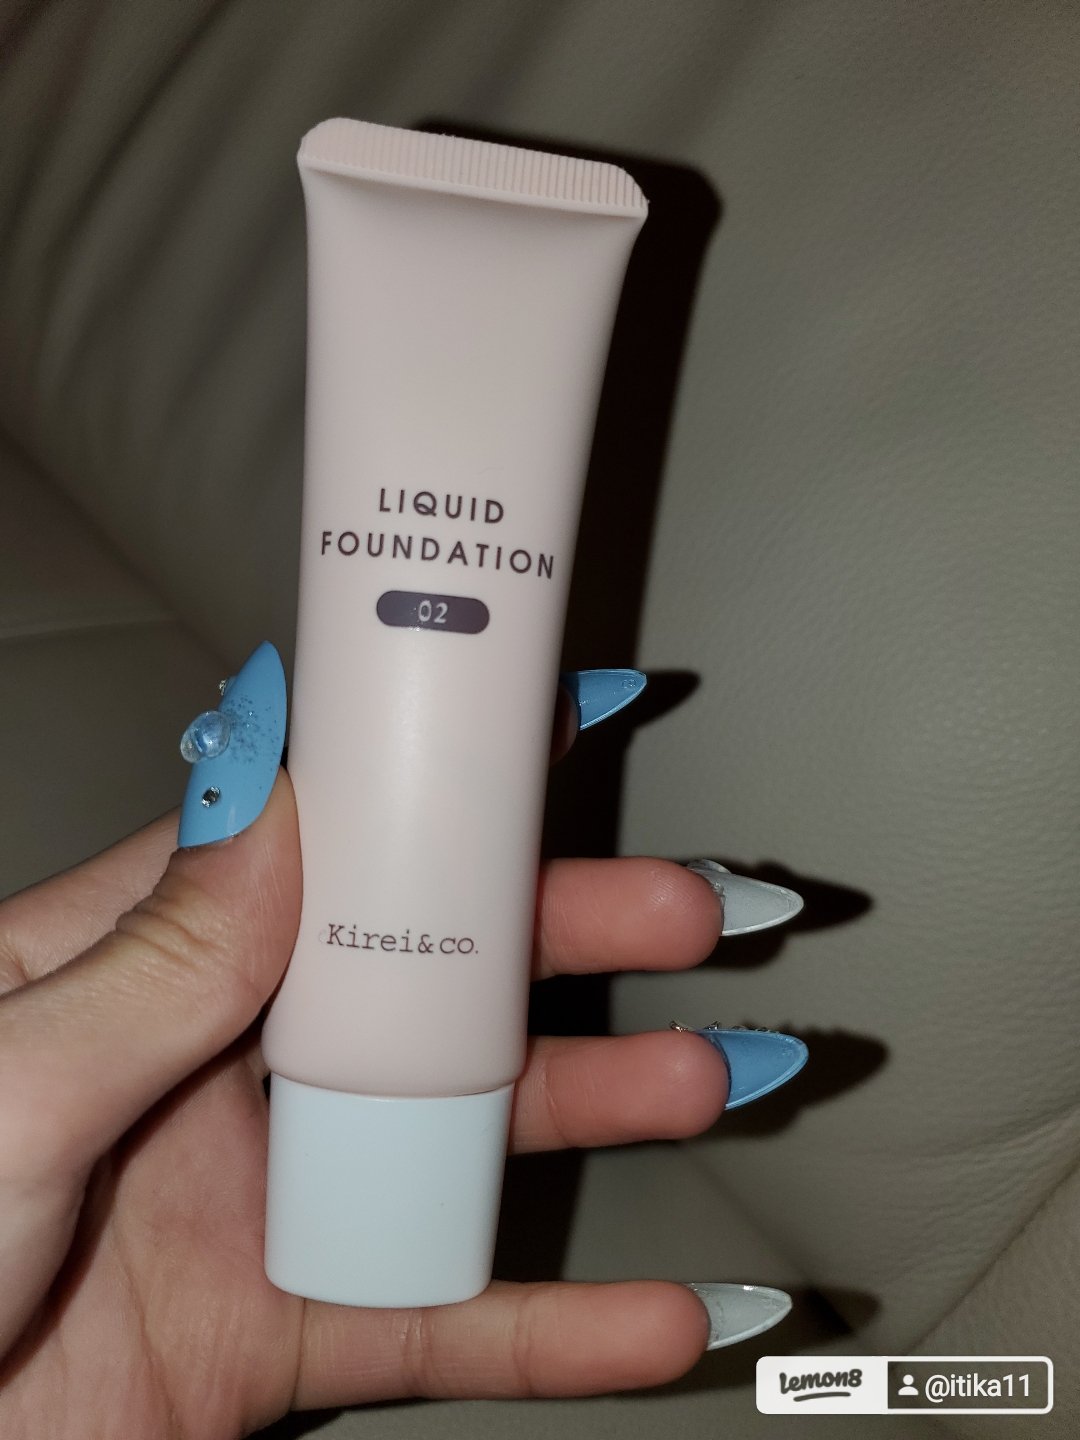 LIQUID
FOUNDATION
02
Kirei&co.
Lemon8
@itika11